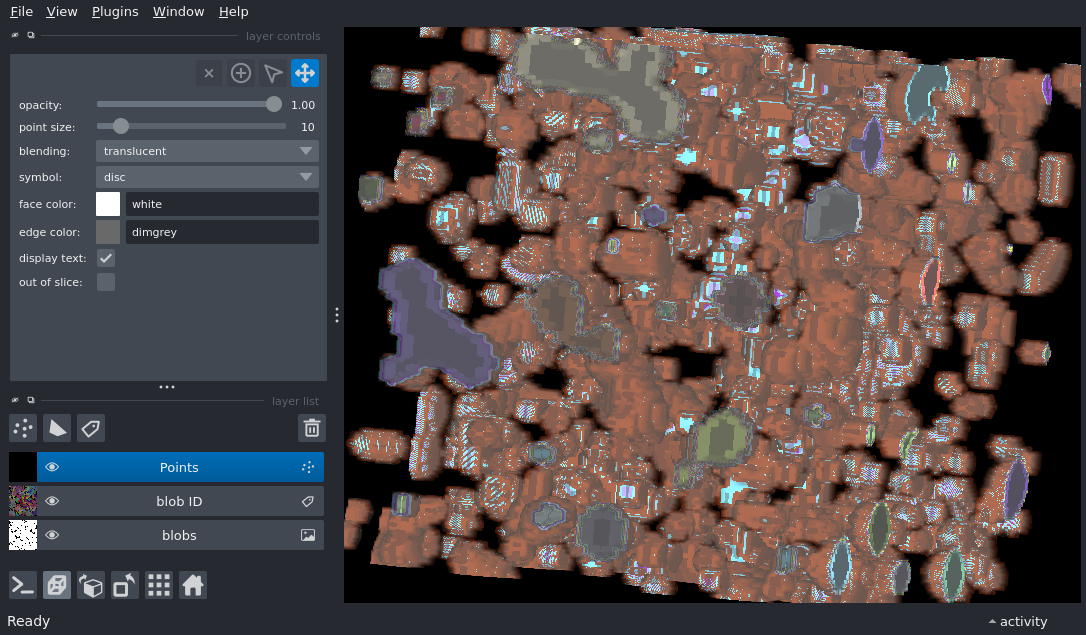 File View Plugins Window Help
layer controls
opacity: 1.00
point size: 10
blending: translucent
symbol: disc
face color: white
edge color: dimgrey
display text:
out of slice:
layer list
Points
blob ID
blobs
Ready
activity